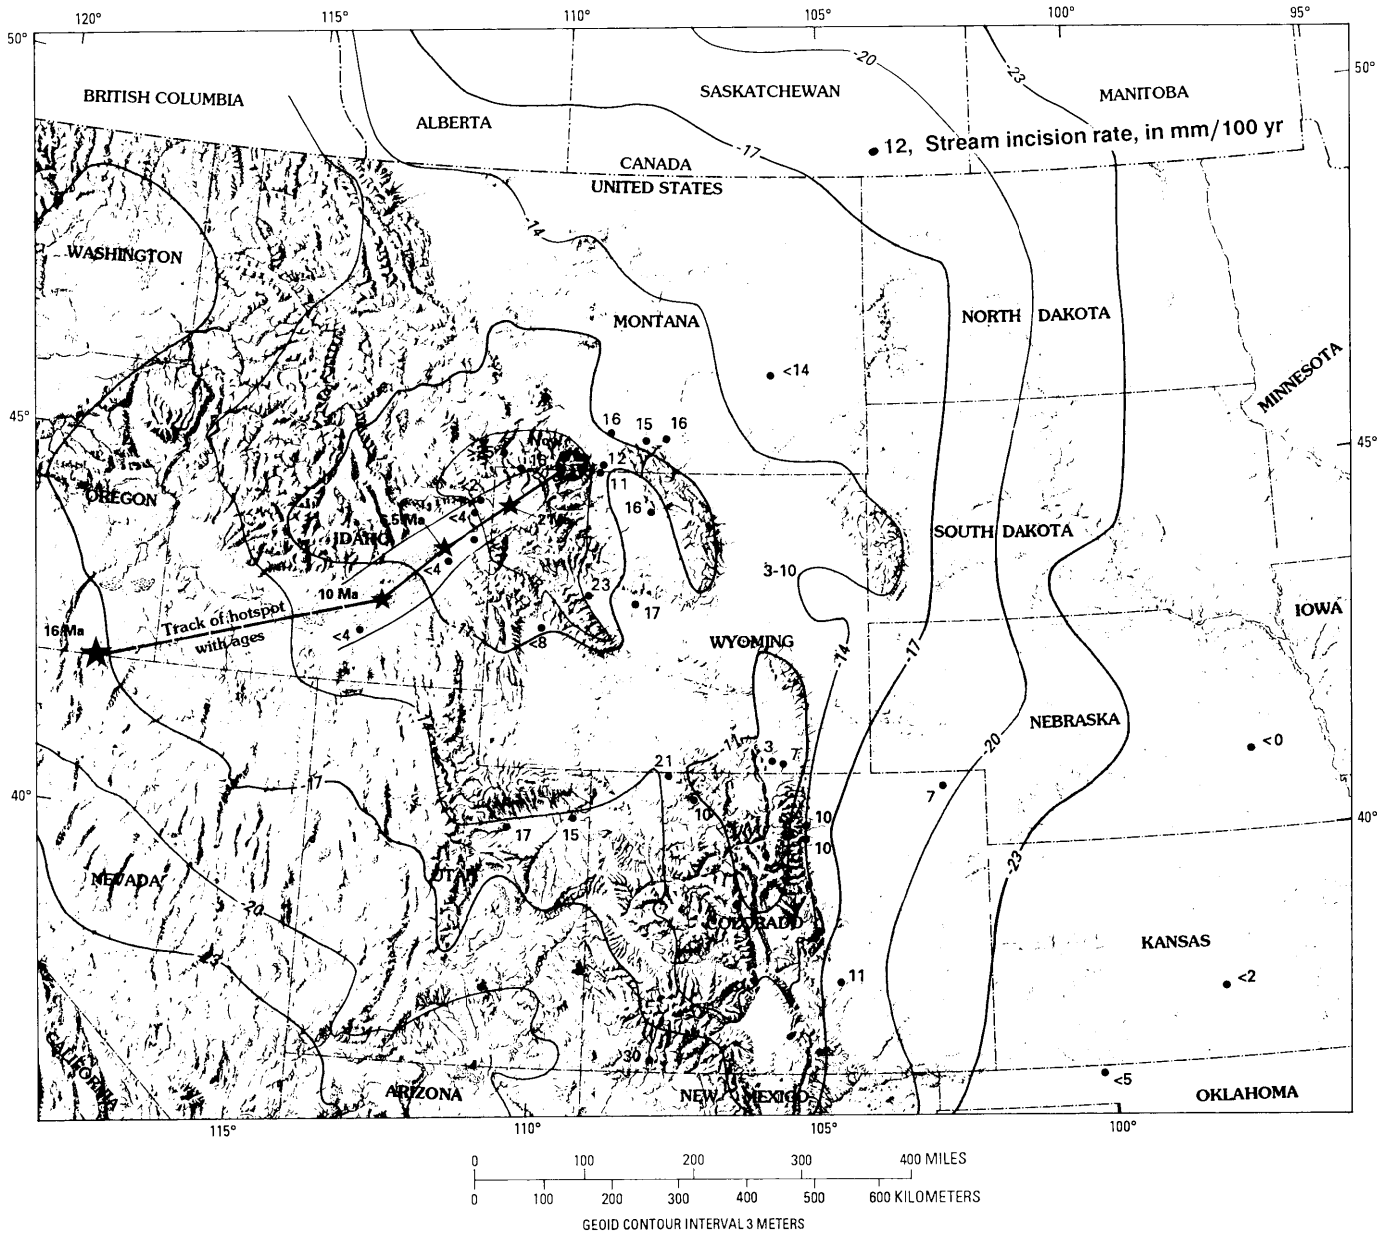 120° 115° 110° 105° 100° 95°
50°
50°
BRITISH COLUMBIA
ALBERTA
SASKATCHEWAN
MANITOBA
-20
-23
-17
12, Stream incision rate, in mm/100 yr
CANADA
UNITED STATES
-14
WASHINGTON
MONTANA
NORTH DAKOTA
MINNESOTA
<14
45°
45°
16 15 16
Now
12
11
16
OREGON
IDAHO
<4
<4
10 Ma
16 Ma
Track of hotspot
with ages
<4
23
17
<8
SOUTH DAKOTA
3-10
IOWA
WYOMING
-14
-17
-20
NEBRASKA
<0
-11
3
7
21
7
40°
40°
-17
10
10
10
17
15
-23
UTAH
NEVADA
-20
COLORADO
KANSAS
11
<2
30
<5
CALIFORNIA
ARIZONA
NEW MEXICO
OKLAHOMA
115° 110° 105° 100°
0 100 200 300 400 MILES
0 100 200 300 400 500 600 KILOMETERS
GEOID CONTOUR INTERVAL 3 METERS